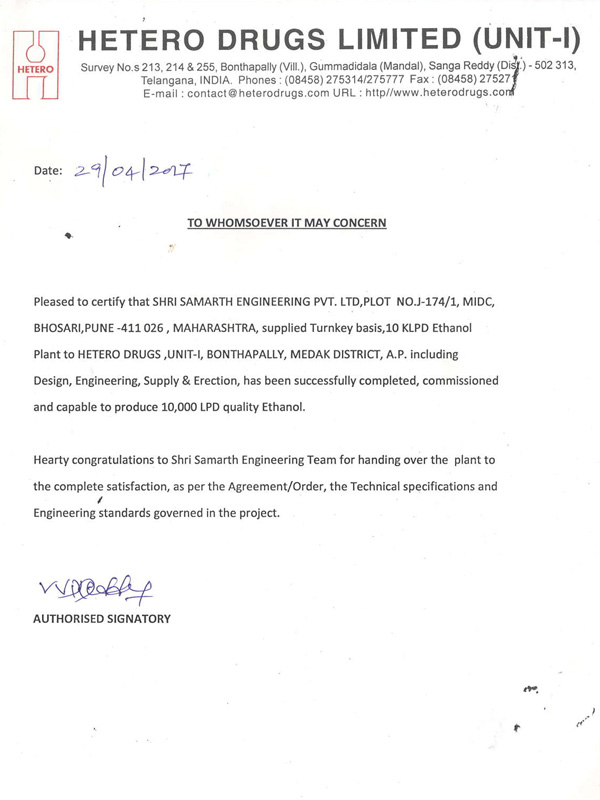 HETERO
HETERO DRUGS LIMITED (UNIT-I)
Survey No.s 213, 214 & 255, Bonthapally (Vill.), Gummadidala (Mandal), Sanga Reddy (Dist.) - 502 313,
Telangana, INDIA. Phones : (08458) 275314/275777 Fax : (08458) 27527
E-mail : contact@heterodrugs.com URL : http//www.heterodrugs.com
Date: 29/04/2017
TO WHOMSOEVER IT MAY CONCERN
Pleased to certify that SHRI SAMARTH ENGINEERING PVT. LTD,PLOT NO.J-174/1, MIDC,
BHOSARI,PUNE -411 026 , MAHARASHTRA, supplied Turnkey basis,10 KLPD Ethanol
Plant to HETERO DRUGS ,UNIT-I, BONTHAPALLY, MEDAK DISTRICT, A.P. including
Design, Engineering, Supply & Erection, has been successfully completed, commissioned
and capable to produce 10,000 LPD quality Ethanol.
Hearty congratulations to Shri Samarth Engineering Team for handing over the plant to
the complete satisfaction, as per the Agreement/Order, the Technical specifications and
Engineering standards governed in the project.
AUTHORISED SIGNATORY